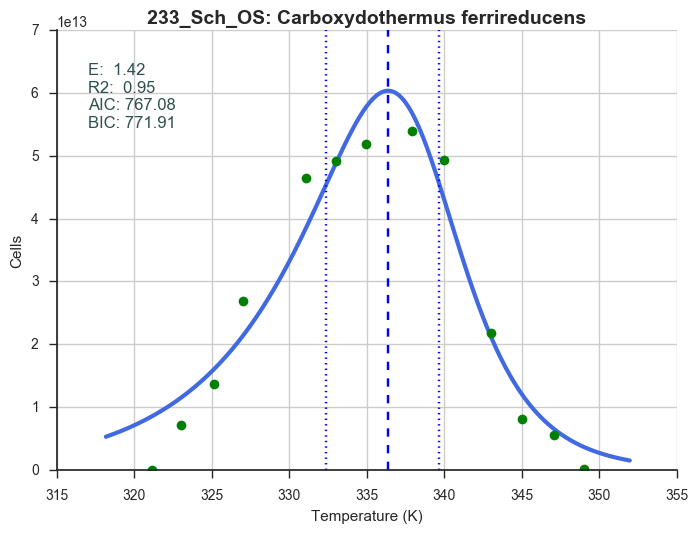 233_Sch_OS: Carboxydothermus ferrireducens
1e13
E:  1.42
R2:  0.95
AIC: 767.08
BIC: 771.91
7
6
5
4
3
2
1
0
Cells
315 320 325 330 335 340 345 350 355
Temperature (K)